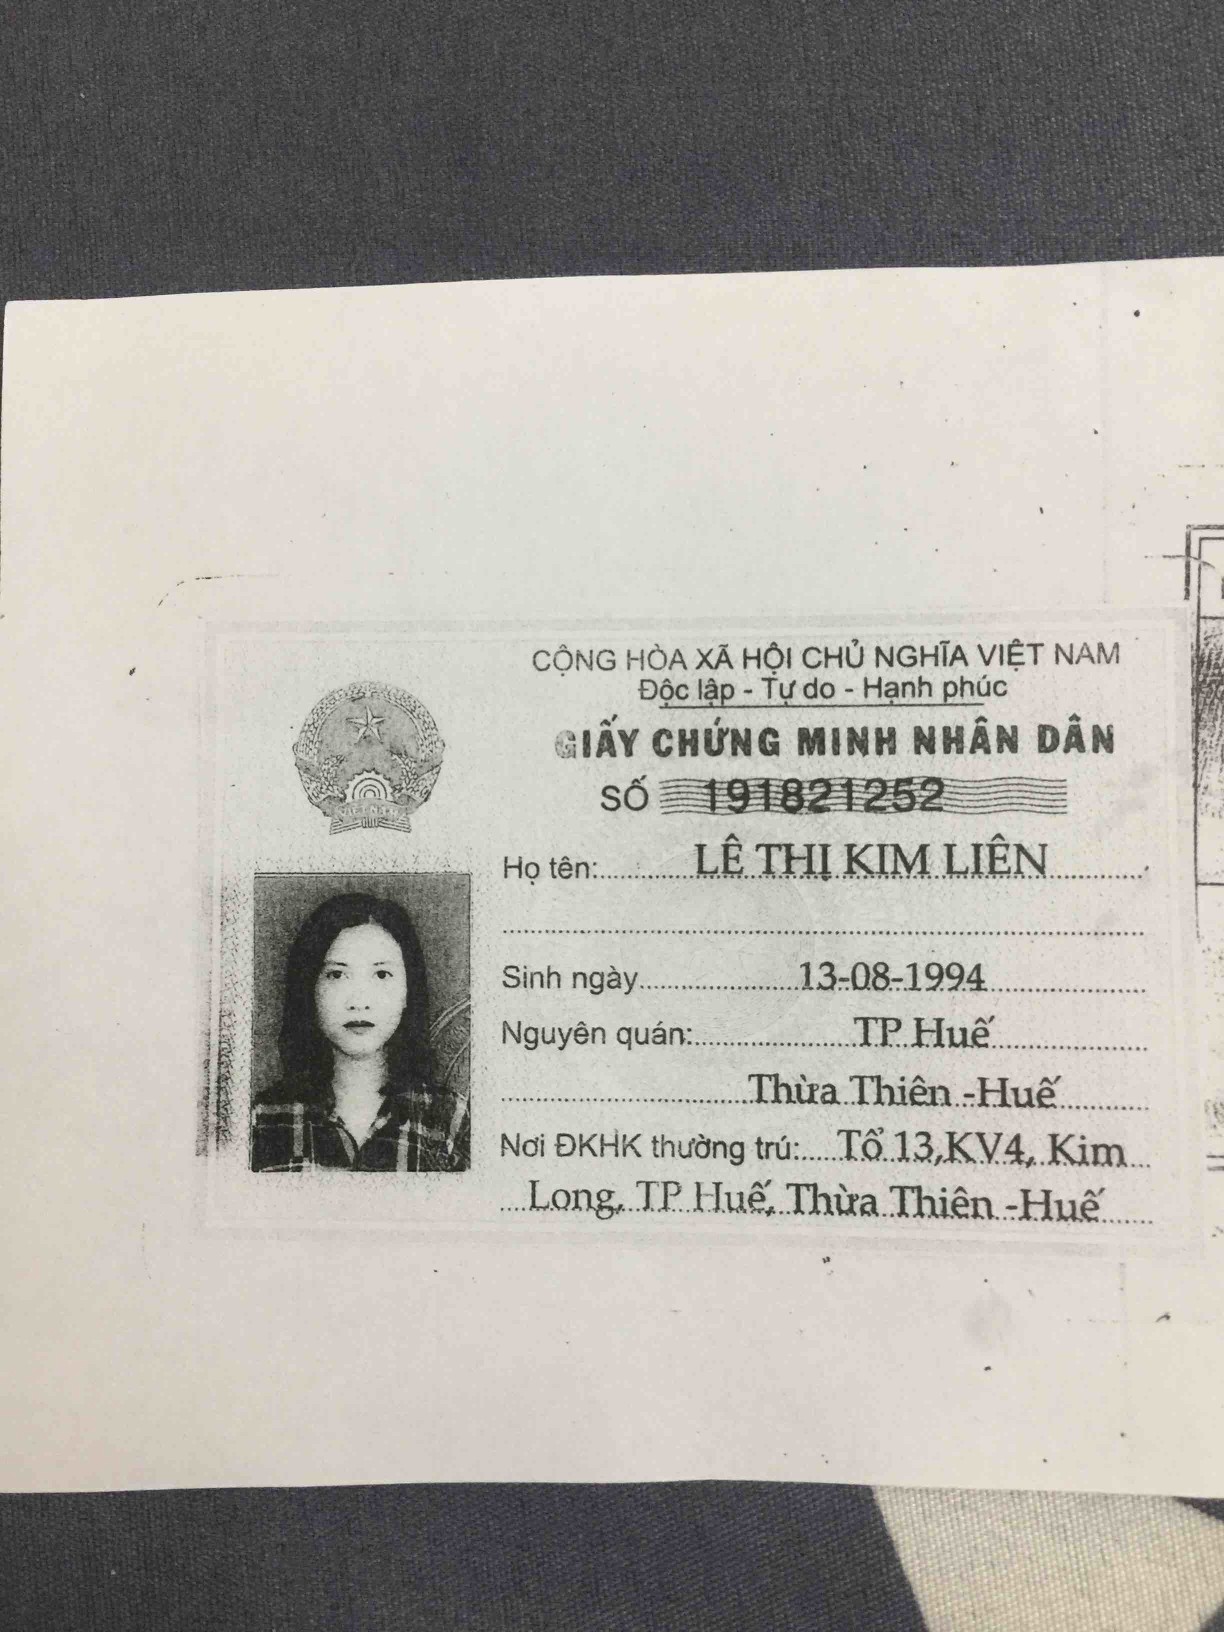 CỘNG HÒA XÃ HỘI CHỦ NGHĨA VIỆT NAM
Độc lập - Tự do - Hạnh phúc
GIẤY CHỨNG MINH NHÂN DÂN
SỐ 191821252
Họ tên: LÊ THỊ KIM LIÊN
Sinh ngày 13-08-1994
Nguyên quán: TP Huế
Thừa Thiên -Huế
Nơi ĐKHK thường trú: Tổ 13,KV4, Kim
Long, TP Huế, Thừa Thiên -Huế